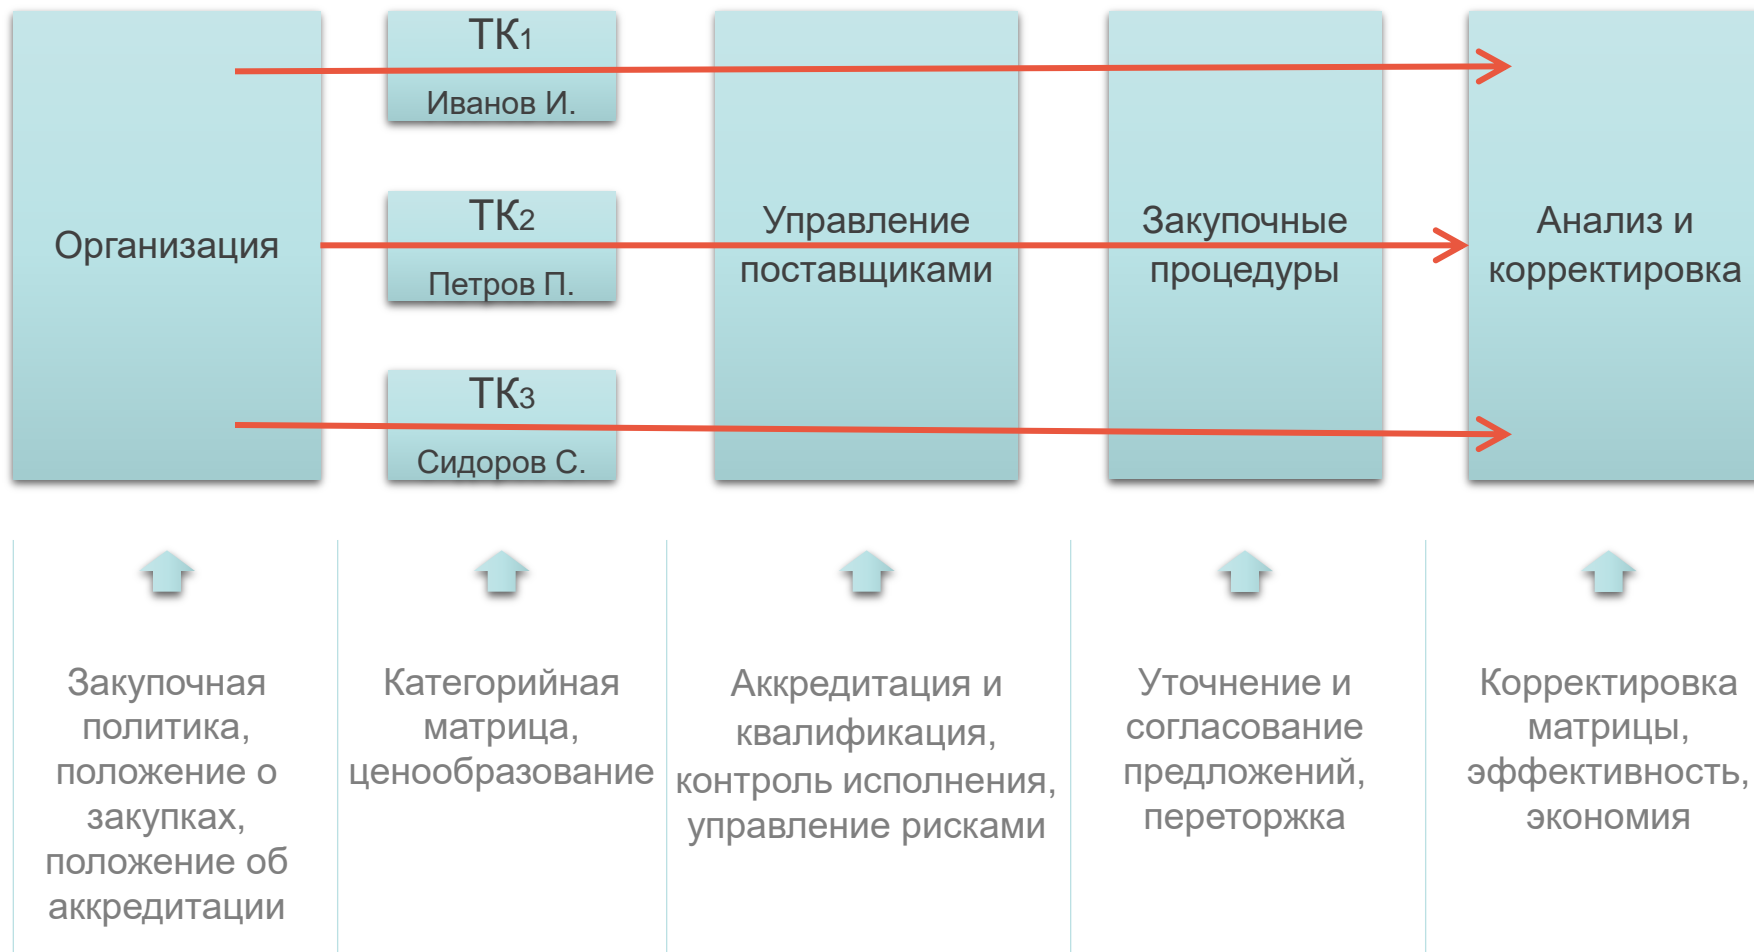 Организация
ТК1
Иванов И.
ТК2
Петров П.
ТК3
Сидоров С.
Управление
поставщиками
Закупочные
процедуры
Анализ и
корректировка
Закупочная
политика,
положение о
закупках,
положение об
аккредитации
Категорийная
матрица,
ценообразование
Аккредитация и
квалификация,
контроль исполнения,
управление рисками
Уточнение и
согласование
предложений,
переторжка
Корректировка
матрицы,
эффективность,
экономия